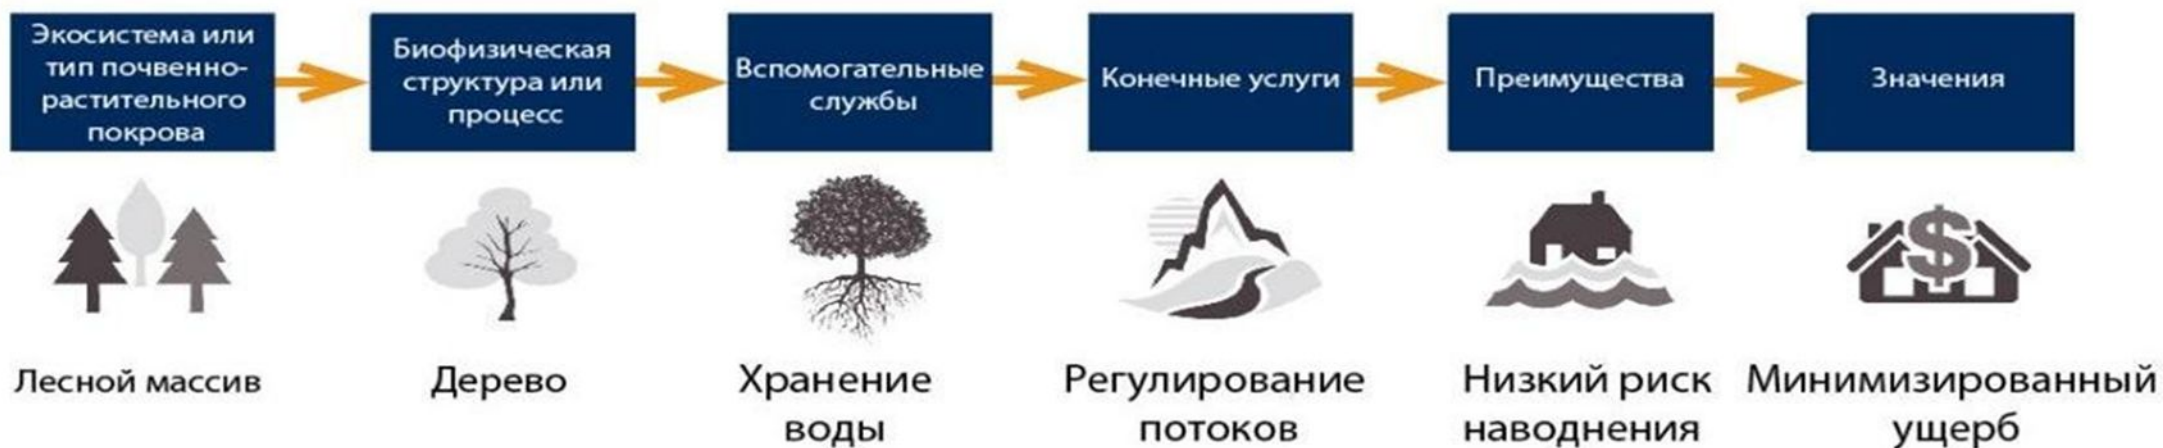 Экосистема или
тип почвенно-
растительного
покрова
Биофизическая
структура или
процесс
Вспомогательные
службы
Конечные услуги
Преимущества
Значения
Лесной массив
Дерево
Хранение
воды
Регулирование
потоков
Низкий риск
наводнения
Минимизированный
ущерб